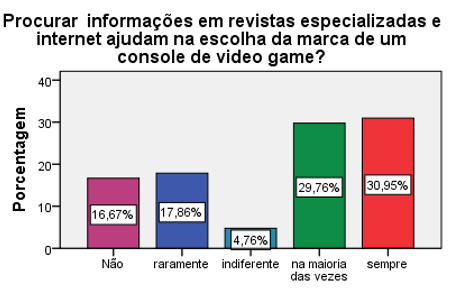 Procurar informações em revistas especializadas e
internet ajudam na escolha da marca de um
console de video game?
Porcentagem
40
30
20
10
0
16,67%
17,86%
4,76%
29,76%
30,95%
Não
raramente
indiferente
na maioria
das vezes
sempre